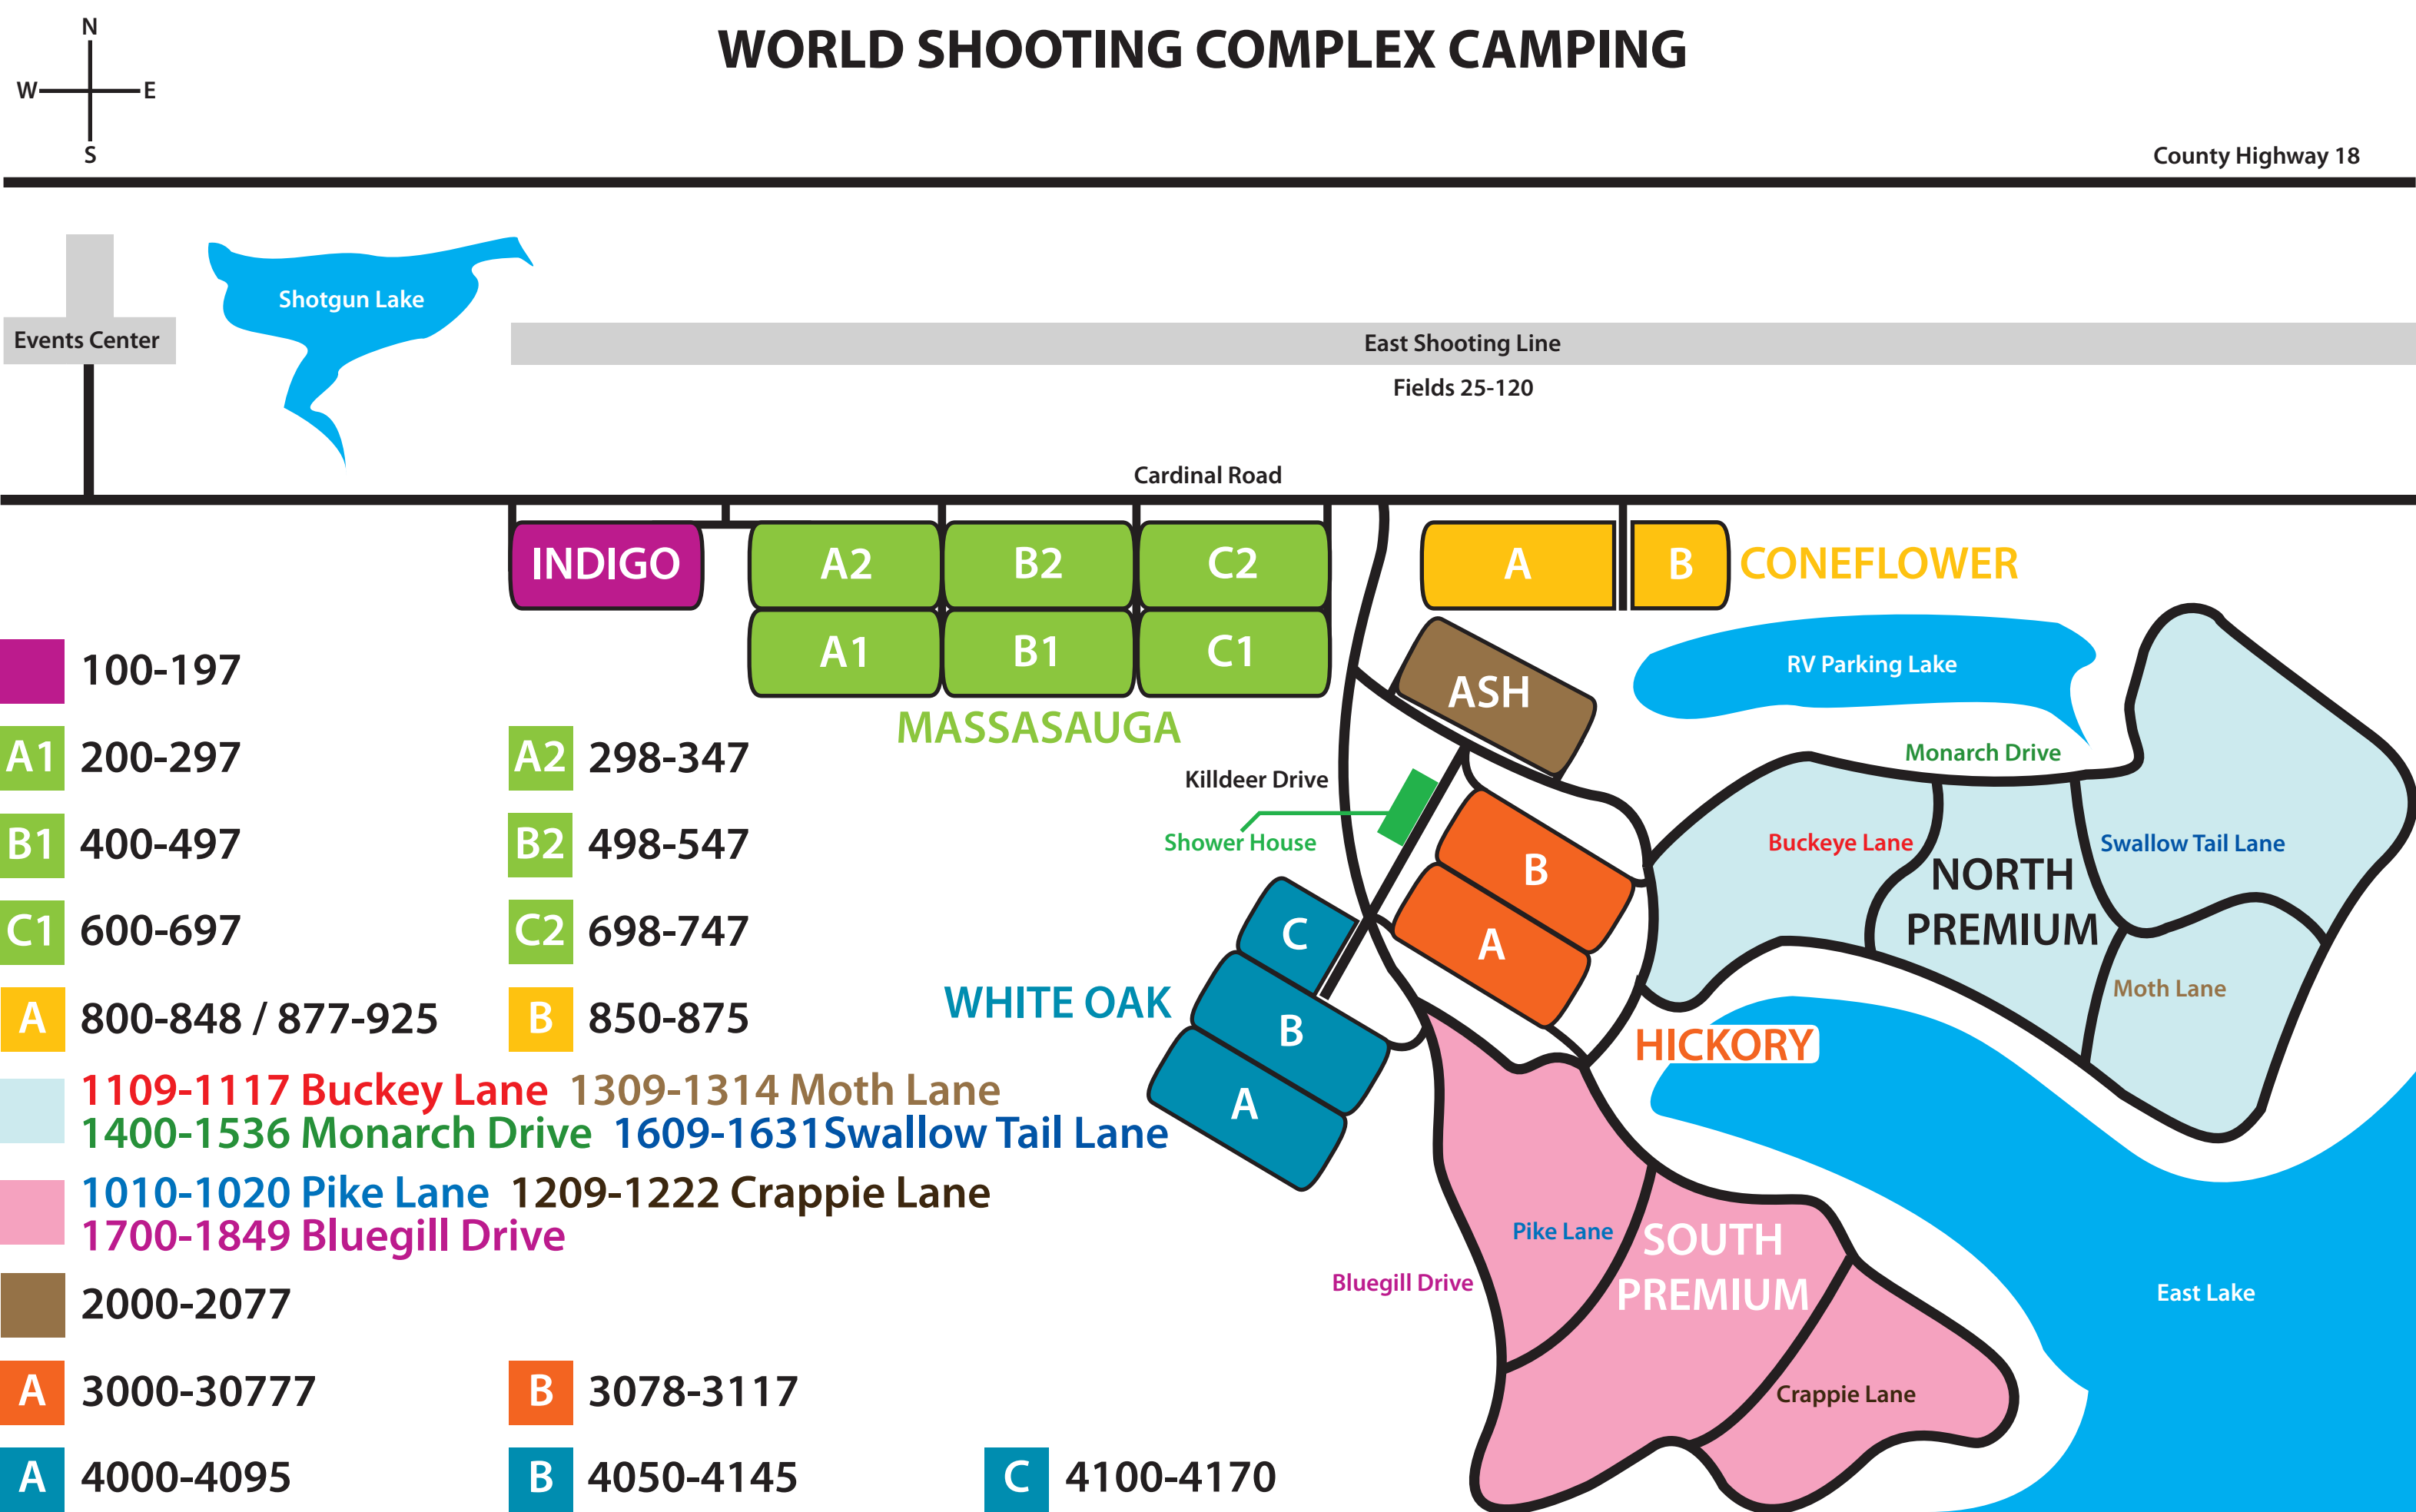 WORLD SHOOTING COMPLEX CAMPING
N
W E
S
County Highway 18
Shotgun Lake
Events Center
East Shooting Line
Fields 25-120
Cardinal Road
INDIGO
A2 B2 C2
A B CONEFLOWER
A1 B1 C1
MASSASAUGA
ASH
RV Parking Lake
Monarch Drive
Killdeer Drive
Shower House
Buckeye Lane
Swallow Tail Lane
NORTH
PREMIUM
B
A
C
WHITE OAK
B
A
Moth Lane
HICKORY
Pike Lane
SOUTH
PREMIUM
Bluegill Drive
East Lake
Crappie Lane
100-197
A1 200-297 A2 298-347
B1 400-497 B2 498-547
C1 600-697 C2 698-747
A 800-848 / 877-925 B 850-875
1109-1117 Buckey Lane 1309-1314 Moth Lane
1400-1536 Monarch Drive 1609-1631Swallow Tail Lane
1010-1020 Pike Lane 1209-1222 Crappie Lane
1700-1849 Bluegill Drive
2000-2077
A 3000-30777 B 3078-3117
A 4000-4095 B 4050-4145 C 4100-4170